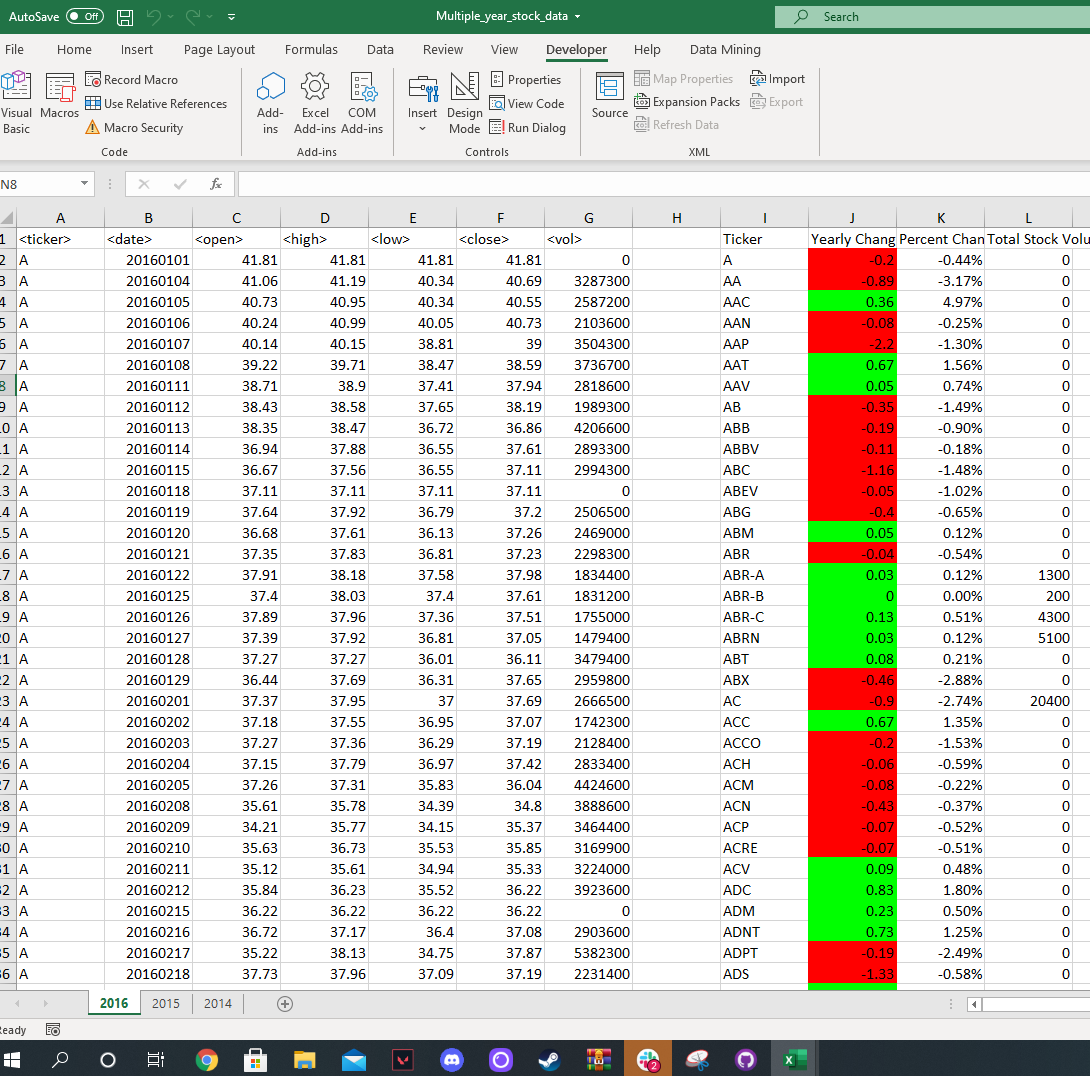 AutoSave Off Multiple_year_stock_data Search
File Home Insert Page Layout Formulas Data Review View Developer Help Data Mining
Visual Basic
Macros
Record Macro
Use Relative References
Macro Security
Code
Add-ins
Excel Add-ins
COM Add-ins
Add-ins
Insert
Design Mode
Properties
View Code
Run Dialog
Controls
Source
Map Properties
Expansion Packs
Refresh Data
Import
Export
XML
N8 fx
A B C D E F G H I J K L
1 <ticker> <date> <open> <high> <low> <close> <vol> Ticker Yearly Chang Percent Chan Total Stock Volu
2 A 20160101 41.81 41.81 41.81 41.81 0 A -0.2 -0.44% 0
3 A 20160104 41.06 41.19 40.34 40.69 3287300 AA -0.89 -3.17% 0
4 A 20160105 40.73 40.95 40.34 40.55 2587200 AAC 0.36 4.97% 0
5 A 20160106 40.24 40.99 40.05 40.73 2103600 AAN -0.08 -0.25% 0
6 A 20160107 40.14 40.15 38.81 39 3504300 AAP -2.2 -1.30% 0
7 A 20160108 39.22 39.71 38.47 38.59 3736700 AAT 0.67 1.56% 0
8 A 20160111 38.71 38.9 37.41 37.94 2818600 AAV 0.05 0.74% 0
9 A 20160112 38.43 38.58 37.65 38.19 1989300 AB -0.35 -1.49% 0
.0 A 20160113 38.35 38.47 36.72 36.86 4206600 ABB -0.19 -0.90% 0
.1 A 20160114 36.94 37.88 36.55 37.61 2893300 ABBV -0.11 -0.18% 0
.2 A 20160115 36.67 37.56 36.55 37.11 2994300 ABC -1.16 -1.48% 0
.3 A 20160118 37.11 37.11 37.11 37.11 0 ABEV -0.05 -1.02% 0
.4 A 20160119 37.64 37.92 36.79 37.2 2506500 ABG -0.4 -0.65% 0
.5 A 20160120 36.68 37.61 36.13 37.26 2469000 ABM 0.05 0.12% 0
.6 A 20160121 37.35 37.83 36.81 37.23 2298300 ABR -0.04 -0.54% 0
.7 A 20160122 37.91 38.18 37.58 37.98 1834400 ABR-A 0.03 0.12% 1300
.8 A 20160125 37.4 38.03 37.4 37.61 1831200 ABR-B 0 0.00% 200
.9 A 20160126 37.89 37.96 37.36 37.51 1755000 ABR-C 0.13 0.51% 4300
20 A 20160127 37.39 37.92 36.81 37.05 1479400 ABRN 0.03 0.12% 5100
21 A 20160128 37.27 37.27 36.01 36.11 3479400 ABT 0.08 0.21% 0
22 A 20160129 36.44 37.69 36.31 37.65 2959800 ABX -0.46 -2.88% 0
23 A 20160201 37.37 37.95 37 37.69 2666500 AC -0.9 -2.74% 20400
24 A 20160202 37.18 37.55 36.95 37.07 1742300 ACC 0.67 1.35% 0
25 A 20160203 37.27 37.36 36.29 37.19 2128400 ACCO -0.2 -1.53% 0
26 A 20160204 37.15 37.79 36.97 37.42 2833400 ACH -0.06 -0.59% 0
27 A 20160205 37.26 37.31 35.83 36.04 4424600 ACM -0.08 -0.22% 0
28 A 20160208 35.61 35.78 34.39 34.8 3888600 ACN -0.43 -0.37% 0
29 A 20160209 34.21 35.77 34.15 35.37 3464400 ACP -0.07 -0.52% 0
30 A 20160210 35.63 36.73 35.53 35.85 3169900 ACRE -0.07 -0.51% 0
31 A 20160211 35.12 35.61 34.94 35.33 3224000 ACV 0.09 0.48% 0
32 A 20160212 35.84 36.23 35.52 36.22 3923600 ADC 0.83 1.80% 0
33 A 20160215 36.22 36.22 36.22 36.22 0 ADM 0.23 0.50% 0
34 A 20160216 36.72 37.17 36.4 37.08 2903600 ADNT 0.73 1.25% 0
35 A 20160217 35.22 38.13 34.75 37.87 5382300 ADPT -0.19 -2.49% 0
36 A 20160218 37.73 37.96 37.09 37.19 2231400 ADS -1.33 -0.58% 0
2016 2015 2014
Ready
2